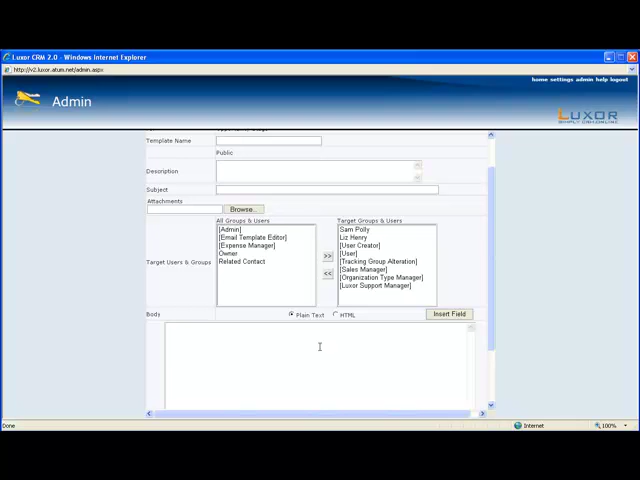 Luxor CRM 2.0 - Windows Internet Explorer
http://v2.luxor.atum.net/admin.aspx
home settings admin help logout
Admin
LUXOR
SIMPLY CRM ONLINE
Template Name
Public
Description
Subject
Attachments
Browse...
All Groups & Users
Target Groups & Users
Target Users & Groups
[Admin]
[Email Template Editor]
[Expense Manager]
Owner
Related Contact
>>
<<
Sam Polly
Liz Henry
[User Creator]
[User]
[Tracking Group Alteration]
[Sales Manager]
[Organization Type Manager]
[Luxor Support Manager]
Body
Plain Text
HTML
Insert Field
Done
Internet
100%